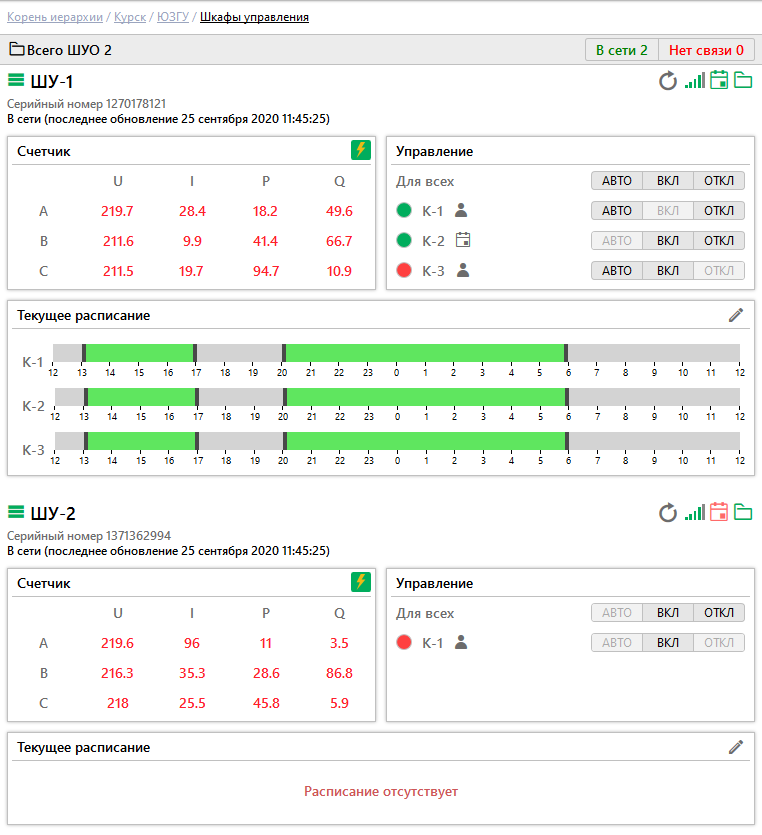 Корень иерархии / Курск / ЮЗГУ / Шкафы управления
Всего ШУО 2 В сети 2 Нет связи 0
ШУ-1
Серийный номер 1270178121
В сети (последнее обновление 25 сентября 2020 11:45:25)
Счетчик
U I P Q
A 219.7 28.4 18.2 49.6
B 211.6 9.9 41.4 66.7
C 211.5 19.7 94.7 10.9
Управление
Для всех АВТО ВКЛ ОТКЛ
К-1 АВТО ВКЛ ОТКЛ
К-2 АВТО ВКЛ ОТКЛ
К-3 АВТО ВКЛ ОТКЛ
Текущее расписание
К-1
12 13 14 15 16 17 18 19 20 21 22 23 0 1 2 3 4 5 6 7 8 9 10 11 12
К-2
12 13 14 15 16 17 18 19 20 21 22 23 0 1 2 3 4 5 6 7 8 9 10 11 12
К-3
12 13 14 15 16 17 18 19 20 21 22 23 0 1 2 3 4 5 6 7 8 9 10 11 12
ШУ-2
Серийный номер 1371362994
В сети (последнее обновление 25 сентября 2020 11:45:25)
Счетчик
U I P Q
A 219.6 96 11 3.5
B 216.3 35.3 28.6 86.8
C 218 25.5 45.8 5.9
Управление
Для всех АВТО ВКЛ ОТКЛ
К-1 АВТО ВКЛ ОТКЛ
Текущее расписание
Расписание отсутствует